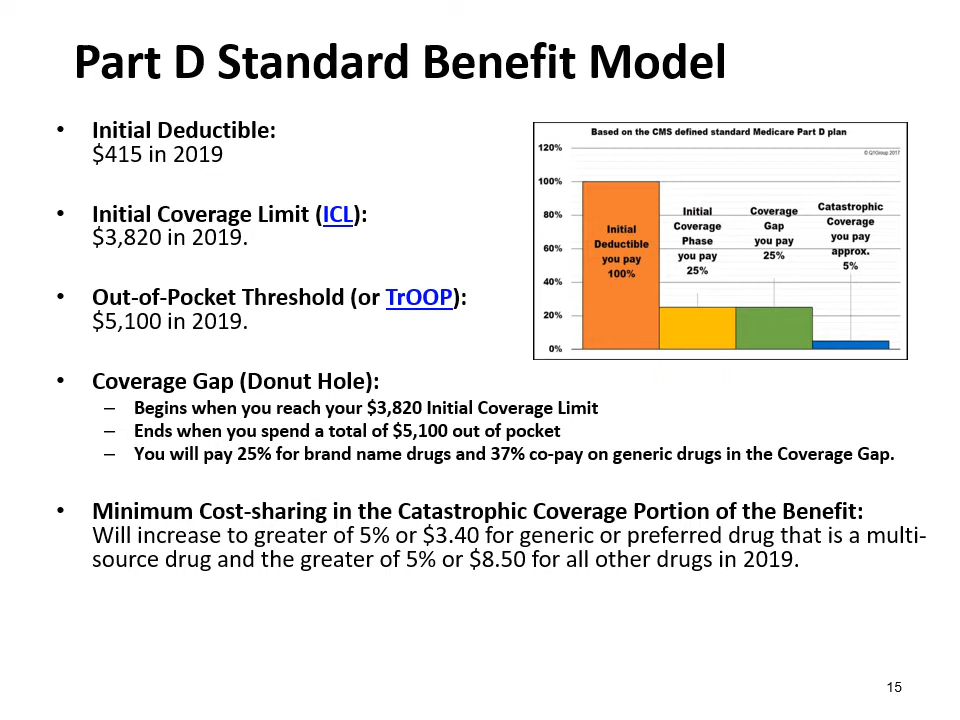 Part D Standard Benefit Model
• Initial Deductible:
$415 in 2019
• Initial Coverage Limit (ICL):
$3,820 in 2019.
• Out-of-Pocket Threshold (or TrOOP):
$5,100 in 2019.
• Coverage Gap (Donut Hole):
– Begins when you reach your $3,820 Initial Coverage Limit
– Ends when you spend a total of $5,100 out of pocket
– You will pay 25% for brand name drugs and 37% co-pay on generic drugs in the Coverage Gap.
• Minimum Cost-sharing in the Catastrophic Coverage Portion of the Benefit:
Will increase to greater of 5% or $3.40 for generic or preferred drug that is a multi-
source drug and the greater of 5% or $8.50 for all other drugs in 2019.
Based on the CMS defined standard Medicare Part D plan
© Q1Group 2017
120%
100%
80%
60%
40%
20%
0%
Initial
Deductible
you pay
100%
Initial
Coverage
Phase
you pay
25%
Coverage
Gap
you pay
25%
Catastrophic
Coverage
you pay
approx.
5%
15